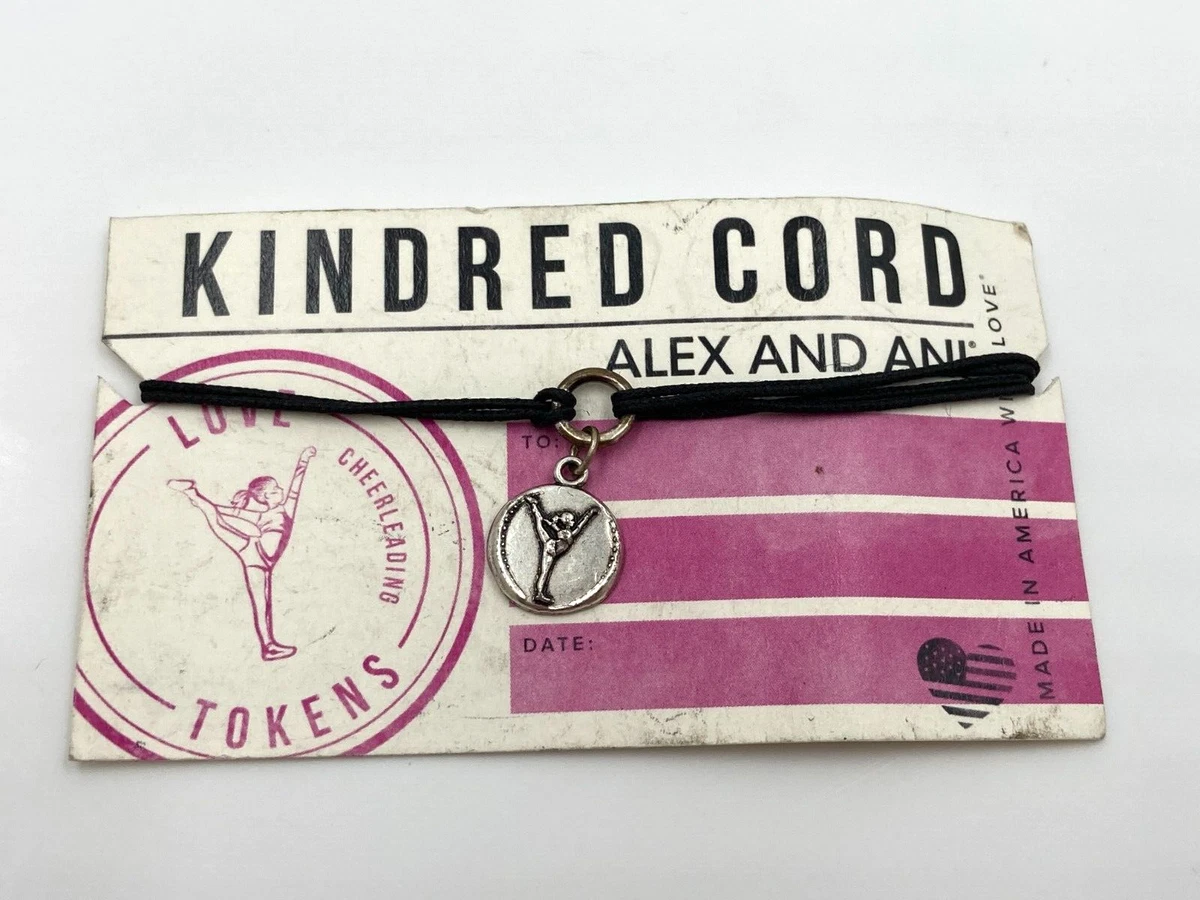 KINDRED CORD
ALEX AND ANI®
LOVE
CHEERLEADING
TOKENS
TO:
DATE:
MADE IN AMERICA WITH LOVE®